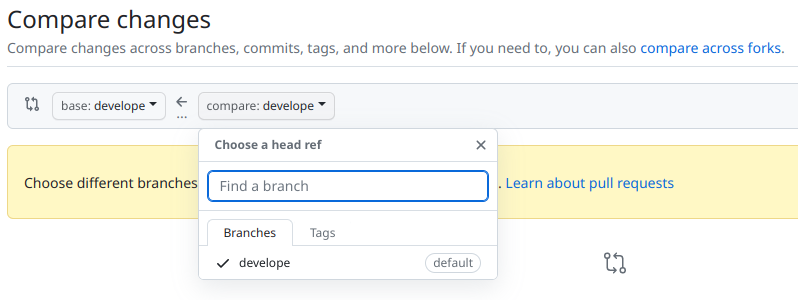 Compare changes
Compare changes across branches, commits, tags, and more below. If you need to, you can also compare across forks.
base: develope
...
compare: develope
Choose a head ref
Choose different branches
. Learn about pull requests
Find a branch
Branches
Tags
develope
default